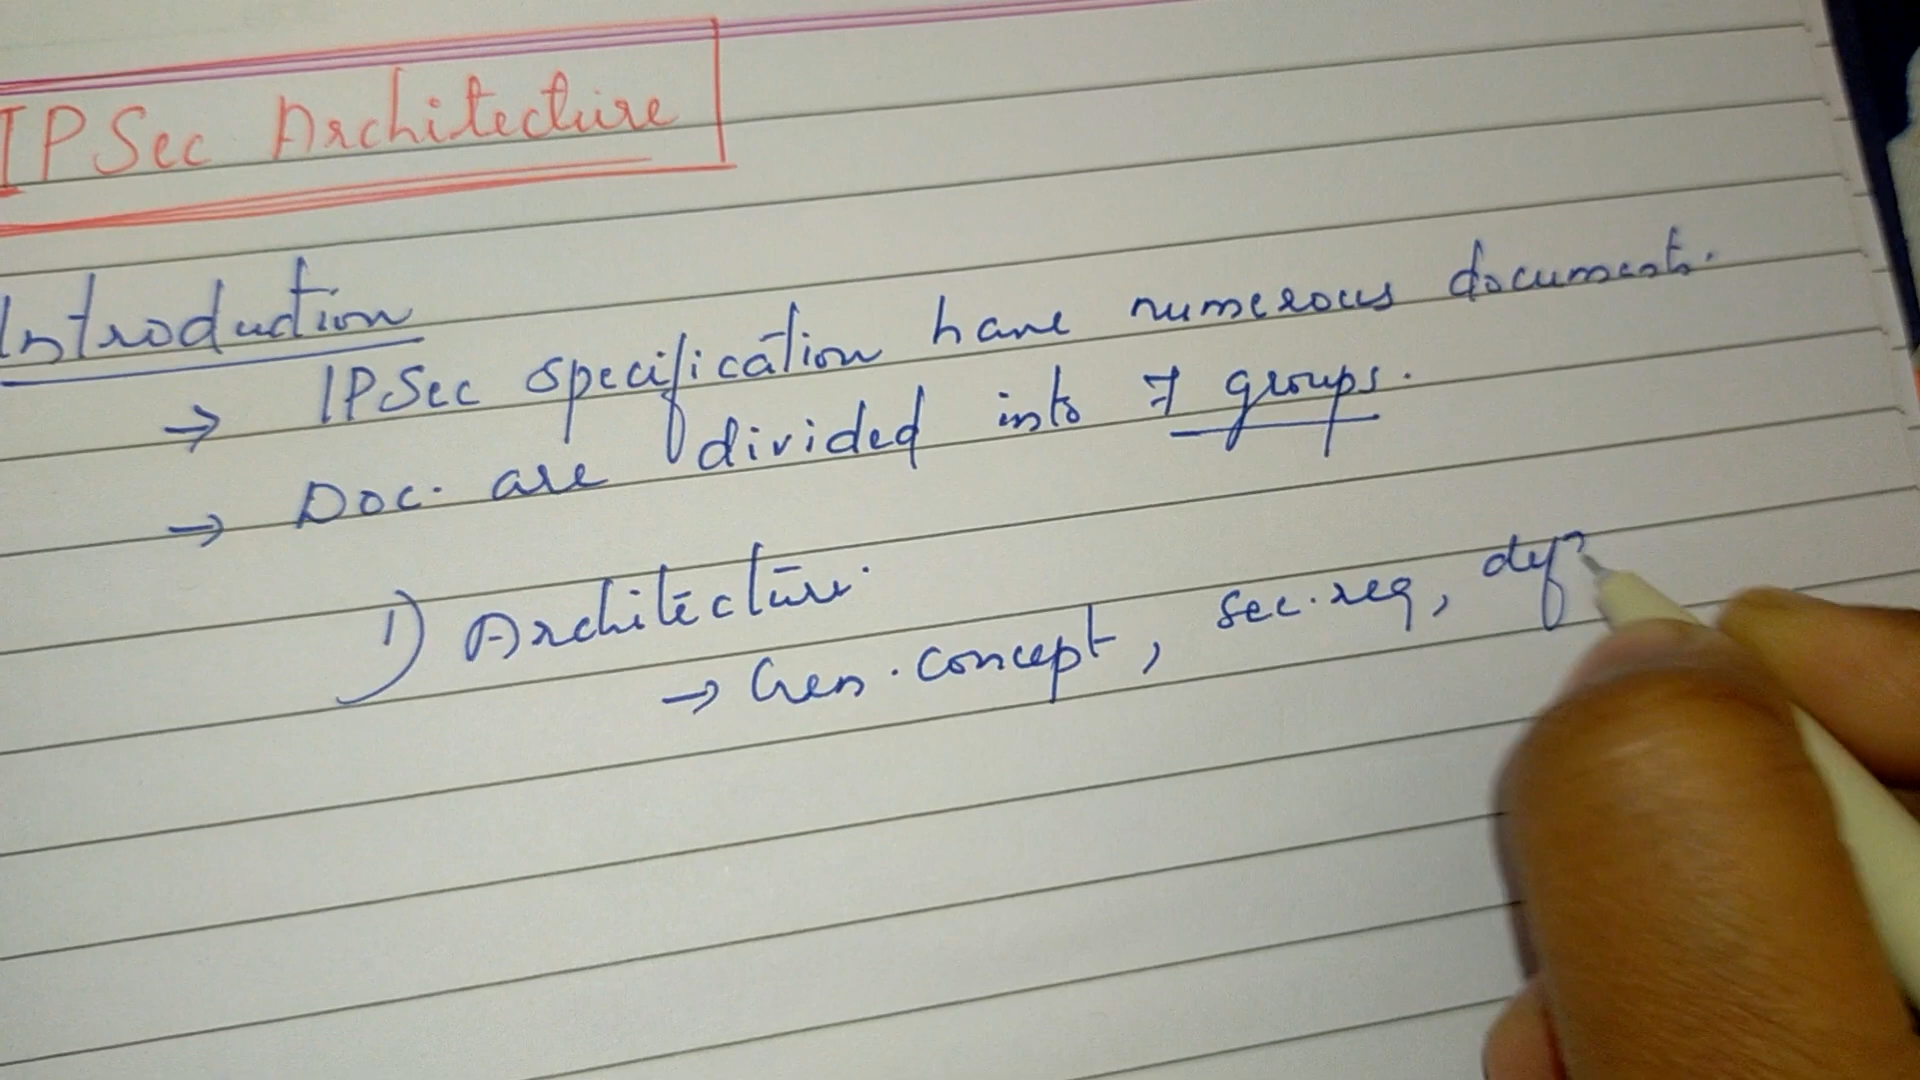 IPSec Architecture
Introduction
→ IPSec specification have numerous documents.
→ Doc. are divided into 7 groups.
1) Architecture.
→ Gen. concept, sec. req, def